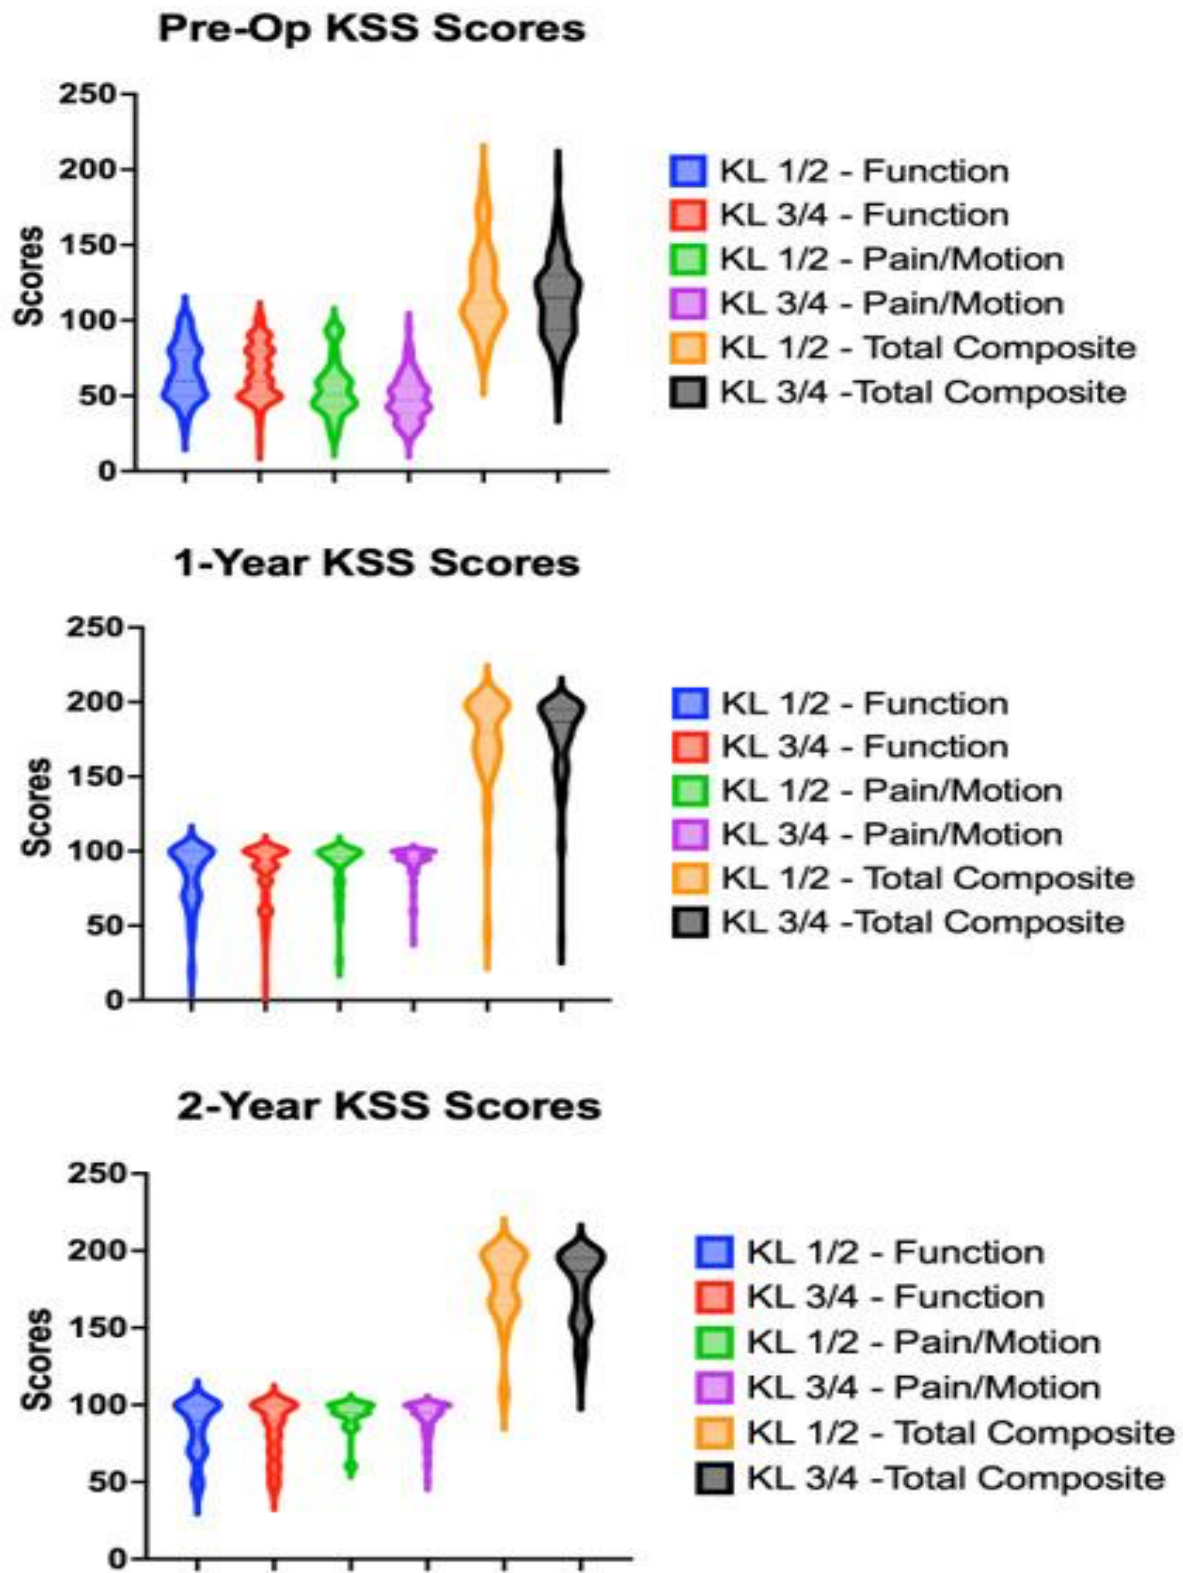 Pre-Op KSS Scores
250
200
150
100
50
0
Scores
KL 1/2 - Function
KL 3/4 - Function
KL 1/2 - Pain/Motion
KL 3/4 - Pain/Motion
KL 1/2 - Total Composite
KL 3/4 -Total Composite
1-Year KSS Scores
250
200
150
100
50
0
Scores
KL 1/2 - Function
KL 3/4 - Function
KL 1/2 - Pain/Motion
KL 3/4 - Pain/Motion
KL 1/2 - Total Composite
KL 3/4 -Total Composite
2-Year KSS Scores
250
200
150
100
50
0
Scores
KL 1/2 - Function
KL 3/4 - Function
KL 1/2 - Pain/Motion
KL 3/4 - Pain/Motion
KL 1/2 - Total Composite
KL 3/4 -Total Composite